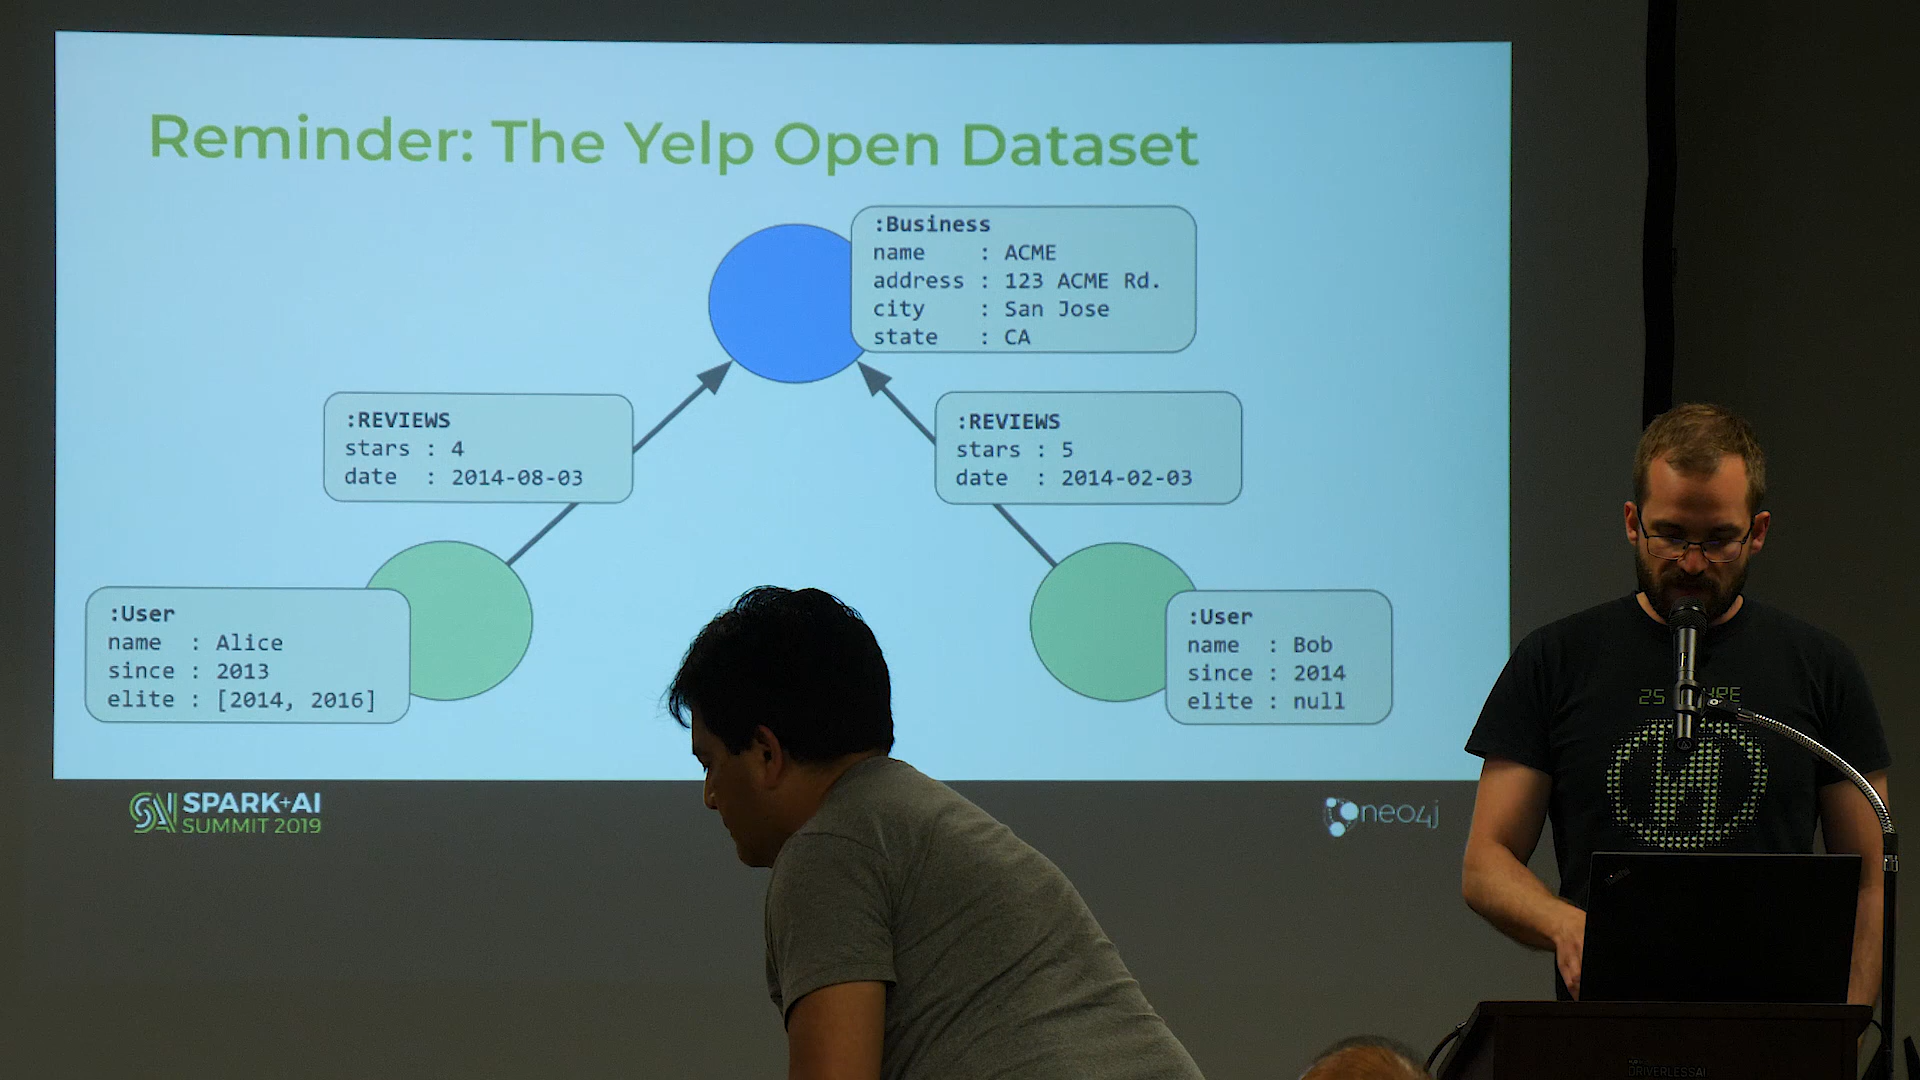 Reminder: The Yelp Open Dataset
:Business
name : ACME
address : 123 ACME Rd.
city : San Jose
state : CA
:REVIEWS
stars : 4
date : 2014-08-03
:REVIEWS
stars : 5
date : 2014-02-03
:User
name : Alice
since : 2013
elite : [2014, 2016]
:User
name : Bob
since : 2014
elite : null
SPARK+AI
SUMMIT 2019
neo4j
25
DRIVERLESSAI